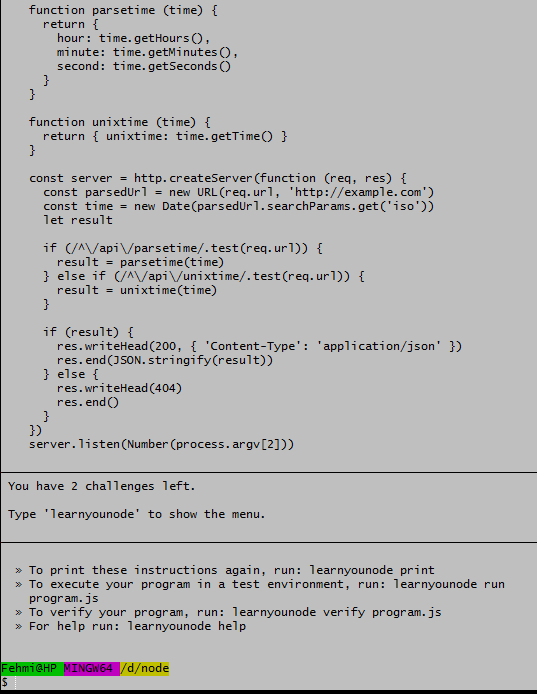 function parsetime (time) {
  return {
    hour: time.getHours(),
    minute: time.getMinutes(),
    second: time.getSeconds()
  }
}

function unixtime (time) {
  return { unixtime: time.getTime() }
}

const server = http.createServer(function (req, res) {
  const parsedUrl = new URL(req.url, 'http://example.com')
  const time = new Date(parsedUrl.searchParams.get('iso'))
  let result

  if (/^\/api\/parsetime/.test(req.url)) {
    result = parsetime(time)
  } else if (/^\/api\/unixtime/.test(req.url)) {
    result = unixtime(time)
  }

  if (result) {
    res.writeHead(200, { 'Content-Type': 'application/json' })
    res.end(JSON.stringify(result))
  } else {
    res.writeHead(404)
    res.end()
  }
})
server.listen(Number(process.argv[2]))

You have 2 challenges left.

Type 'learnyounode' to show the menu.

» To print these instructions again, run: learnyounode print
» To execute your program in a test environment, run: learnyounode run
program.js
» To verify your program, run: learnyounode verify program.js
» For help run: learnyounode help

Fehmi@HP MINGW64 /d/node
$